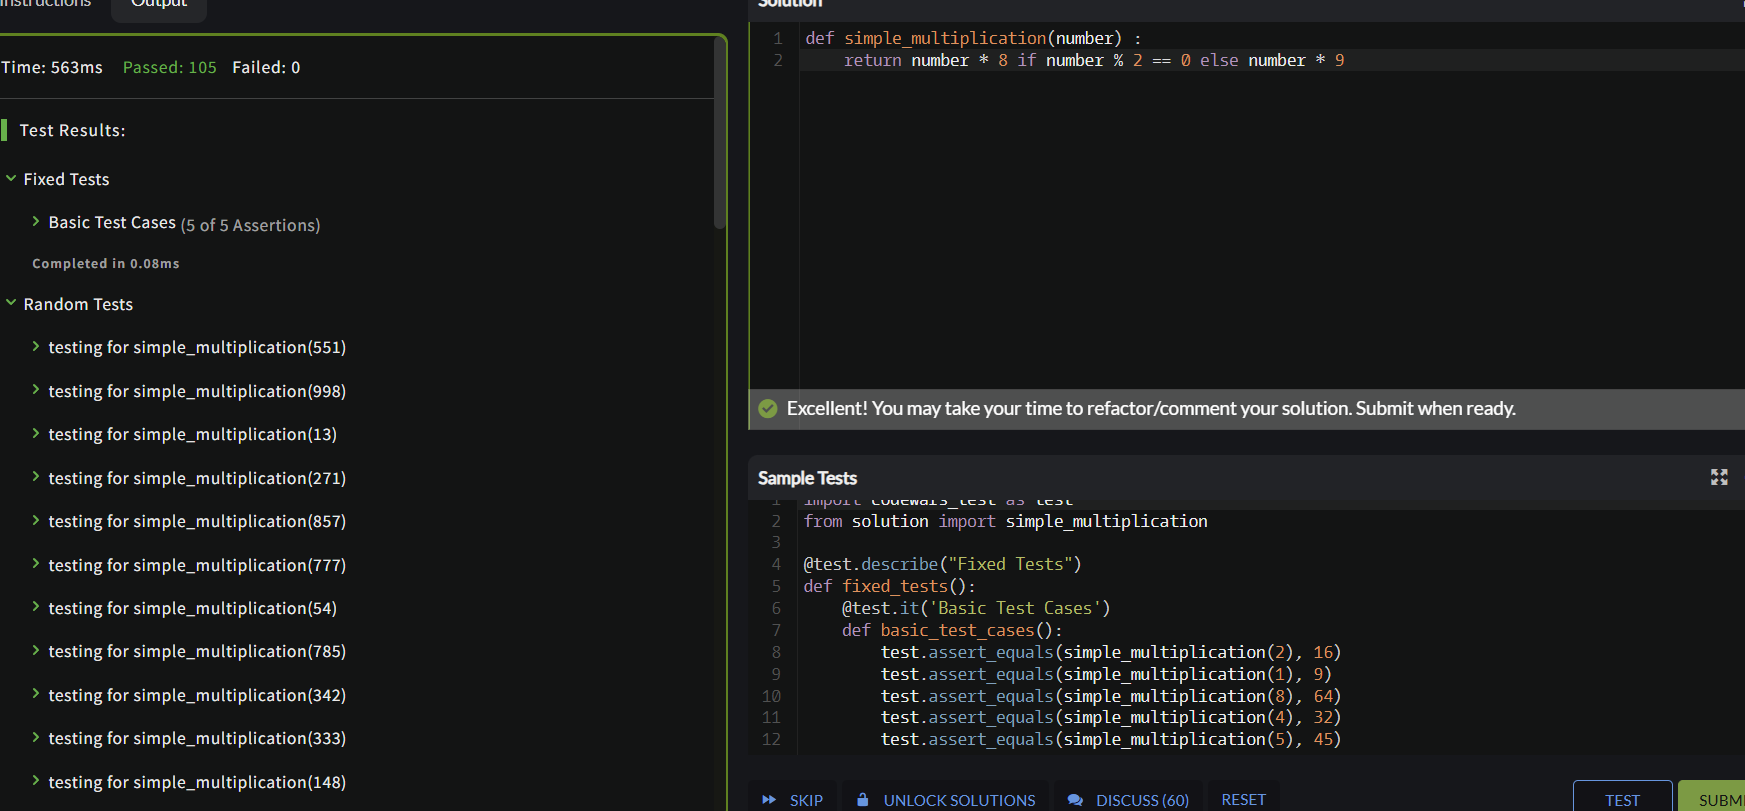 Instructions
Output
Time: 563ms Passed: 105 Failed: 0
Test Results:
Fixed Tests
Basic Test Cases (5 of 5 Assertions)
Completed in 0.08ms
Random Tests
testing for simple_multiplication(551)
testing for simple_multiplication(998)
testing for simple_multiplication(13)
testing for simple_multiplication(271)
testing for simple_multiplication(857)
testing for simple_multiplication(777)
testing for simple_multiplication(54)
testing for simple_multiplication(785)
testing for simple_multiplication(342)
testing for simple_multiplication(333)
testing for simple_multiplication(148)
Solution
1 def simple_multiplication(number) :
2     return number * 8 if number % 2 == 0 else number * 9
Excellent! You may take your time to refactor/comment your solution. Submit when ready.
Sample Tests
1 import codewars_test as test
2 from solution import simple_multiplication
3
4 @test.describe("Fixed Tests")
5 def fixed_tests():
6     @test.it('Basic Test Cases')
7     def basic_test_cases():
8         test.assert_equals(simple_multiplication(2), 16)
9         test.assert_equals(simple_multiplication(1), 9)
10         test.assert_equals(simple_multiplication(8), 64)
11         test.assert_equals(simple_multiplication(4), 32)
12         test.assert_equals(simple_multiplication(5), 45)
SKIP UNLOCK SOLUTIONS DISCUSS (60) RESET TEST SUBM